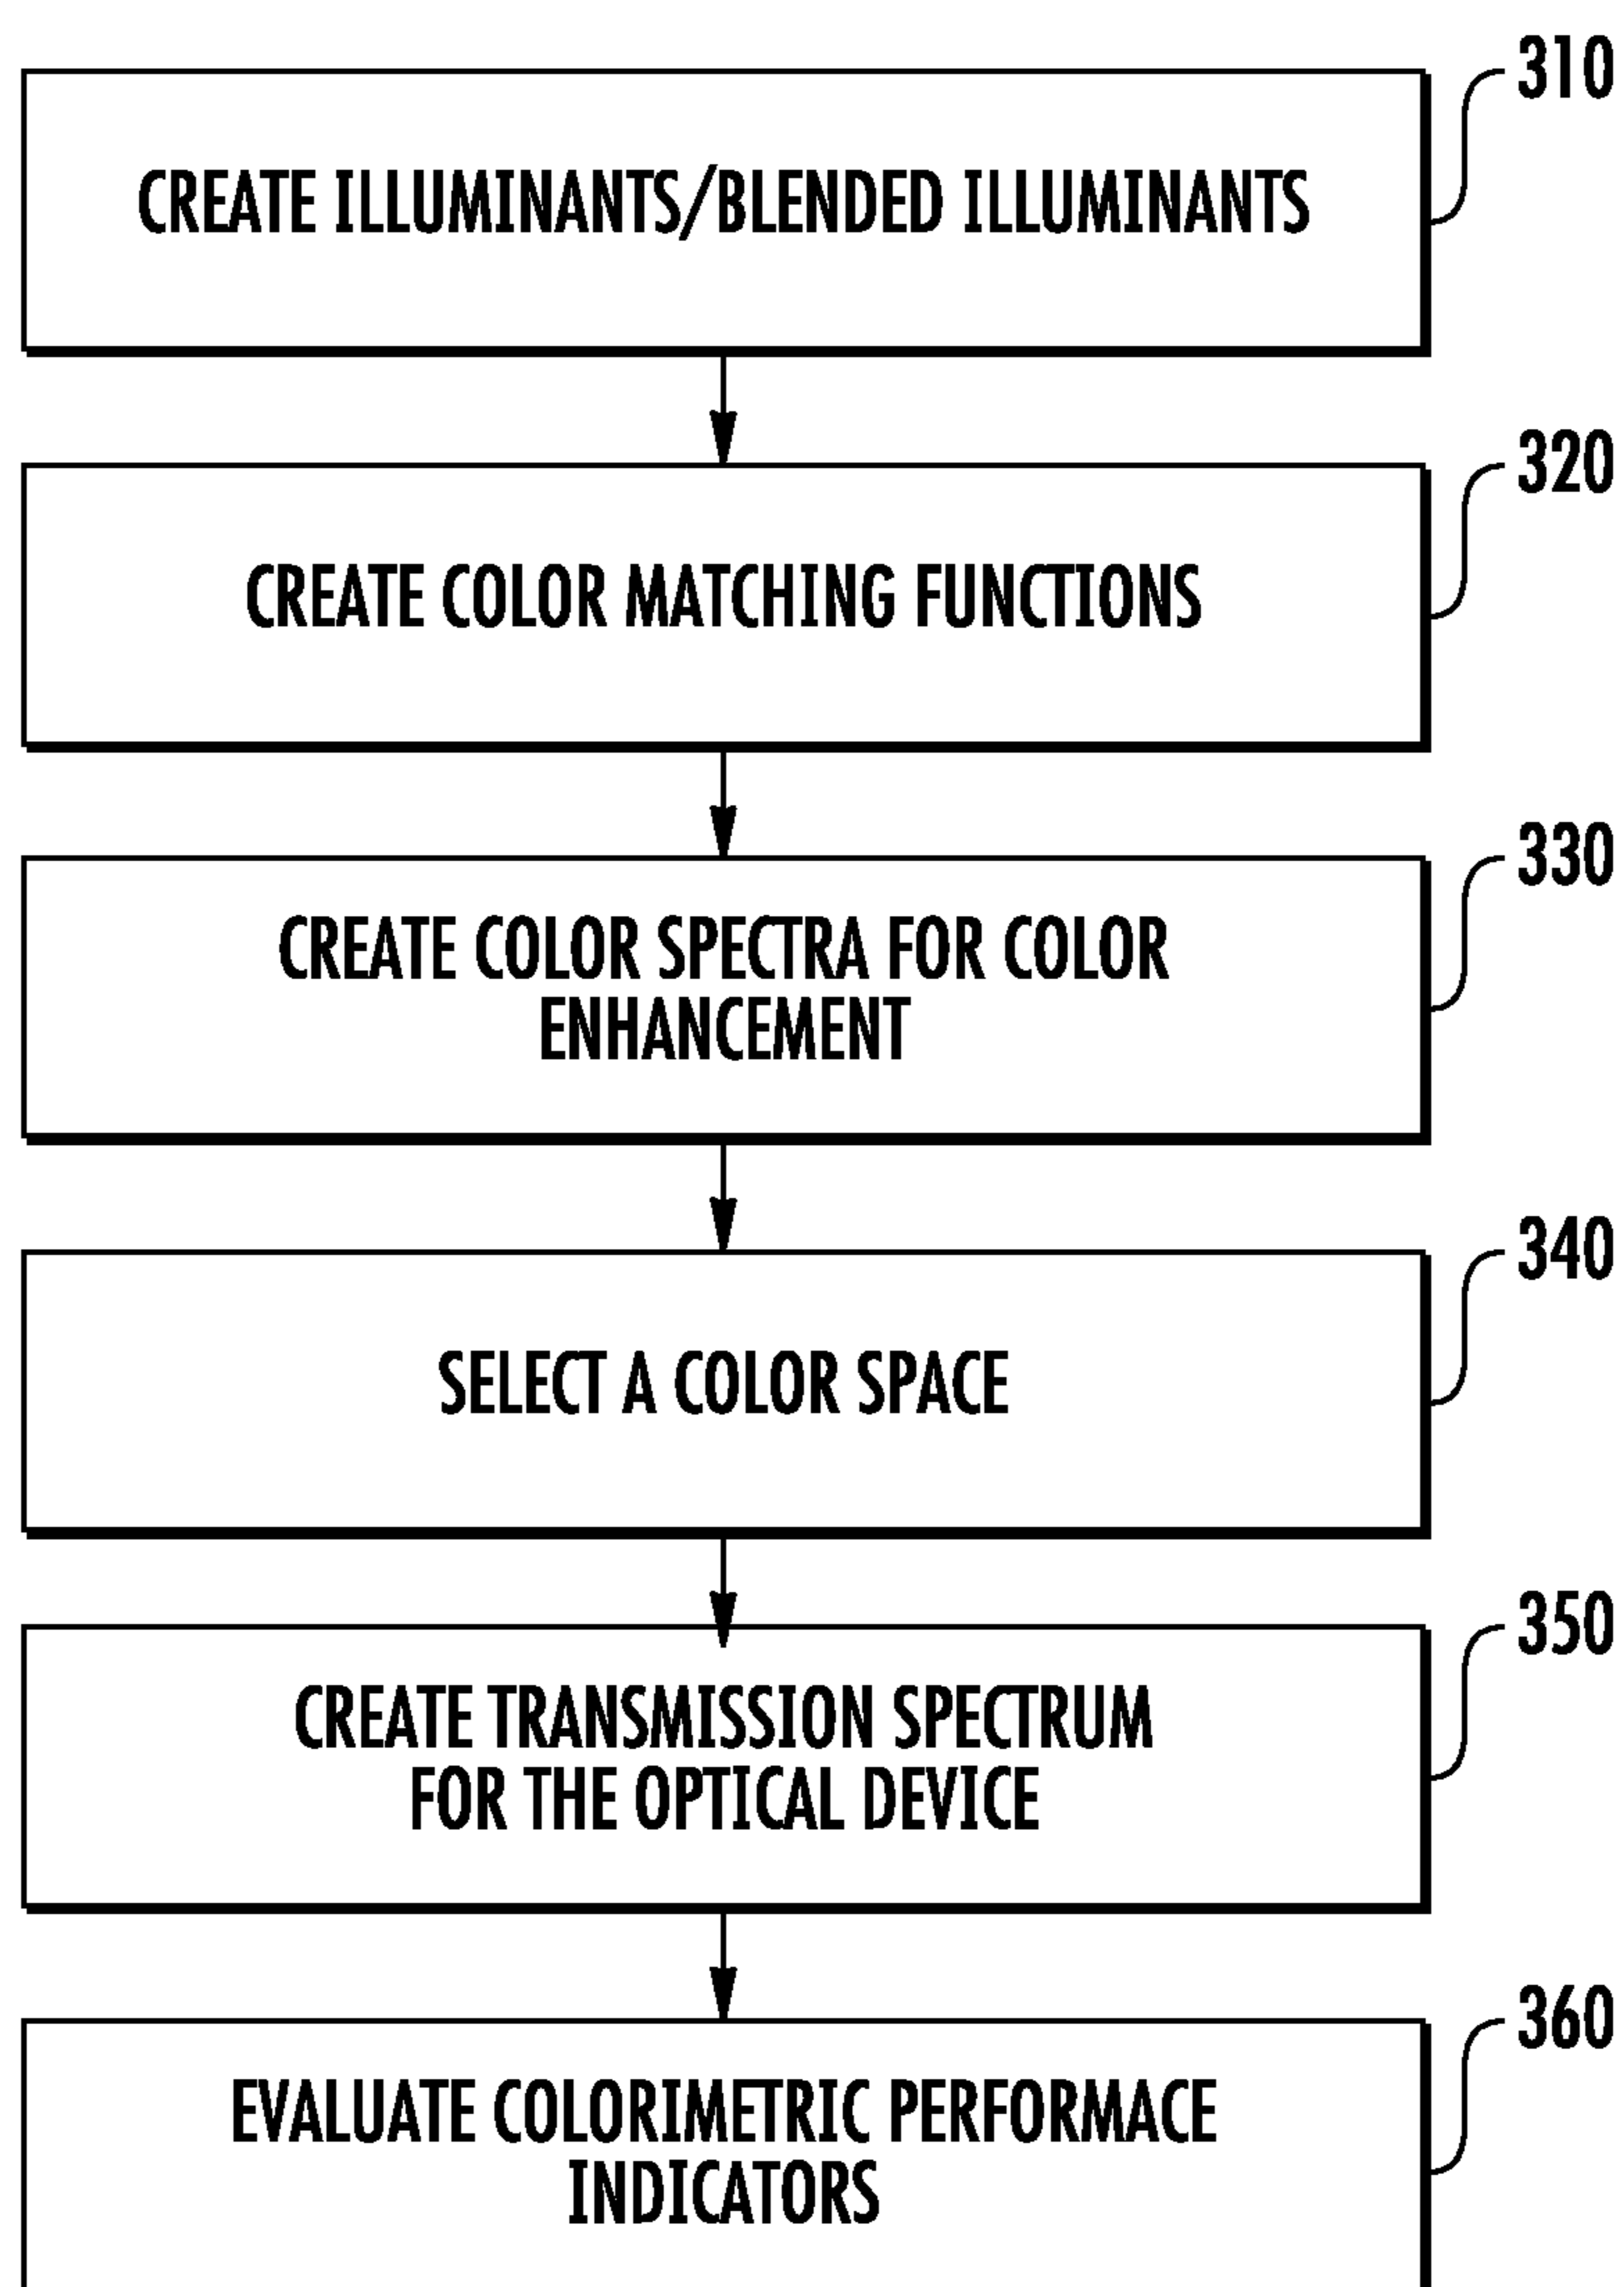 310
CREATE ILLUMINANTS/BLENDED ILLUMINANTS
320
CREATE COLOR MATCHING FUNCTIONS
330
CREATE COLOR SPECTRA FOR COLOR
ENHANCEMENT
340
SELECT A COLOR SPACE
350
CREATE TRANSMISSION SPECTRUM
FOR THE OPTICAL DEVICE
360
EVALUATE COLORIMETRIC PERFORMACE
INDICATORS